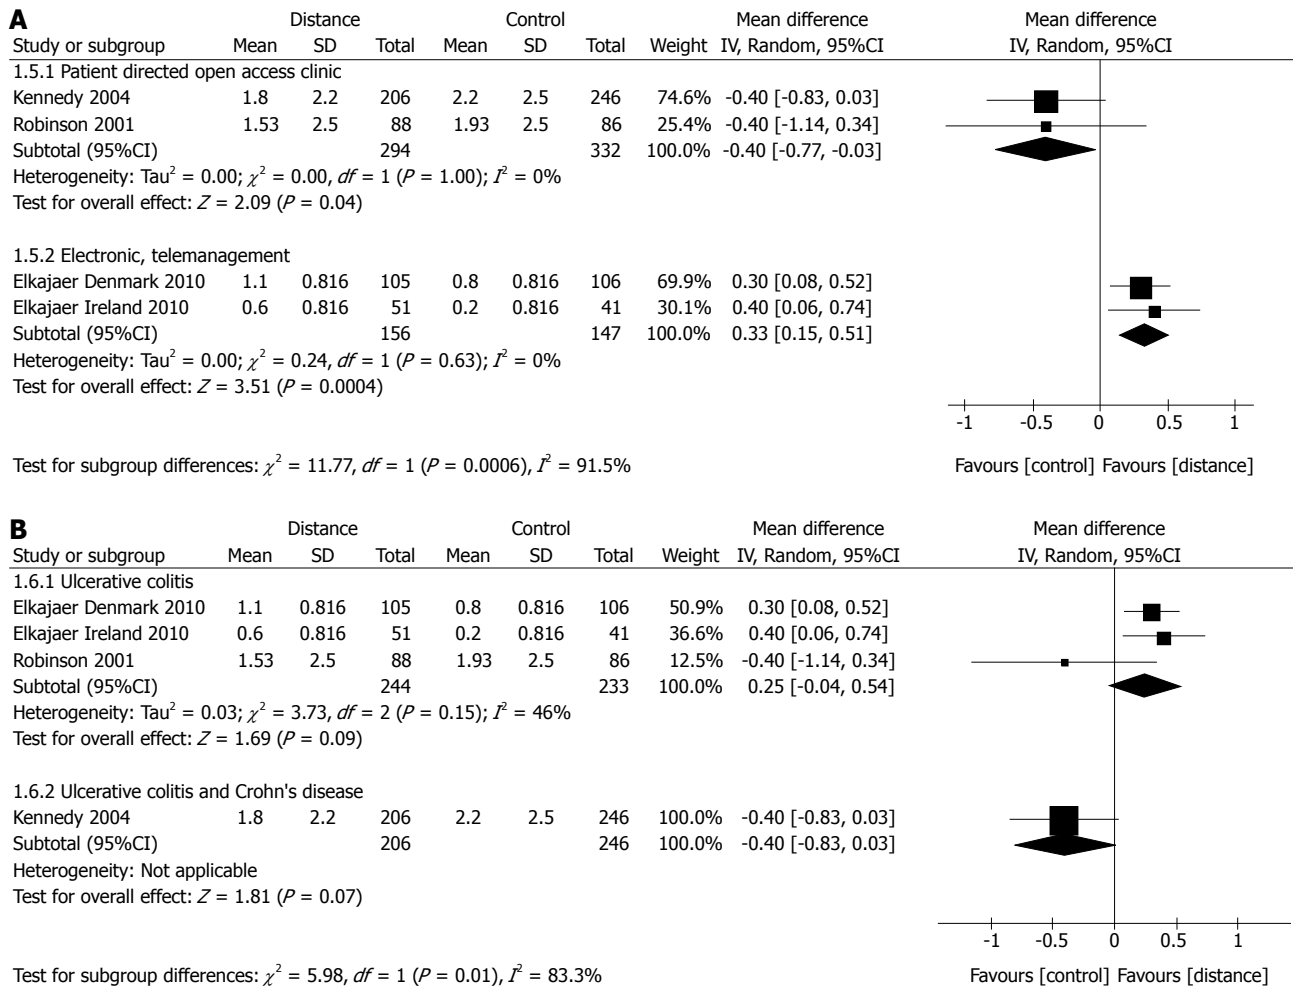 A Distance Control Mean difference Mean difference
Study or subgroup Mean SD Total Mean SD Total Weight IV, Random, 95%CI IV, Random, 95%CI
1.5.1 Patient directed open access clinic
Kennedy 2004 1.8 2.2 206 2.2 2.5 246 74.6% -0.40 [-0.83, 0.03]
Robinson 2001 1.53 2.5 88 1.93 2.5 86 25.4% -0.40 [-1.14, 0.34]
Subtotal (95%CI) 294 332 100.0% -0.40 [-0.77, -0.03]
Heterogeneity: Tau² = 0.00; χ² = 0.00, df = 1 (P = 1.00); I² = 0%
Test for overall effect: Z = 2.09 (P = 0.04)
1.5.2 Electronic, telemanagement
Elkajaer Denmark 2010 1.1 0.816 105 0.8 0.816 106 69.9% 0.30 [0.08, 0.52]
Elkajaer Ireland 2010 0.6 0.816 51 0.2 0.816 41 30.1% 0.40 [0.06, 0.74]
Subtotal (95%CI) 156 147 100.0% 0.33 [0.15, 0.51]
Heterogeneity: Tau² = 0.00; χ² = 0.24, df = 1 (P = 0.63); I² = 0%
Test for overall effect: Z = 3.51 (P = 0.0004)
-1 -0.5 0 0.5 1
Test for subgroup differences: χ² = 11.77, df = 1 (P = 0.0006), I² = 91.5% Favours [control] Favours [distance]
B Distance Control Mean difference Mean difference
Study or subgroup Mean SD Total Mean SD Total Weight IV, Random, 95%CI IV, Random, 95%CI
1.6.1 Ulcerative colitis
Elkajaer Denmark 2010 1.1 0.816 105 0.8 0.816 106 50.9% 0.30 [0.08, 0.52]
Elkajaer Ireland 2010 0.6 0.816 51 0.2 0.816 41 36.6% 0.40 [0.06, 0.74]
Robinson 2001 1.53 2.5 88 1.93 2.5 86 12.5% -0.40 [-1.14, 0.34]
Subtotal (95%CI) 244 233 100.0% 0.25 [-0.04, 0.54]
Heterogeneity: Tau² = 0.03; χ² = 3.73, df = 2 (P = 0.15); I² = 46%
Test for overall effect: Z = 1.69 (P = 0.09)
1.6.2 Ulcerative colitis and Crohn's disease
Kennedy 2004 1.8 2.2 206 2.2 2.5 246 100.0% -0.40 [-0.83, 0.03]
Subtotal (95%CI) 206 246 100.0% -0.40 [-0.83, 0.03]
Heterogeneity: Not applicable
Test for overall effect: Z = 1.81 (P = 0.07)
-1 -0.5 0 0.5 1
Test for subgroup differences: χ² = 5.98, df = 1 (P = 0.01), I² = 83.3% Favours [control] Favours [distance]